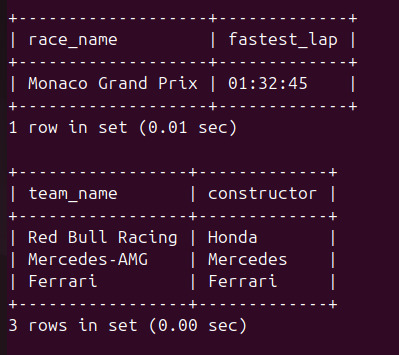 +------------------+-------------+
| race_name        | fastest_lap |
+------------------+-------------+
| Monaco Grand Prix | 01:32:45    |
+------------------+-------------+
1 row in set (0.01 sec)

+-----------------+-------------+
| team_name       | constructor |
+-----------------+-------------+
| Red Bull Racing | Honda       |
| Mercedes-AMG    | Mercedes    |
| Ferrari         | Ferrari     |
+-----------------+-------------+
3 rows in set (0.00 sec)